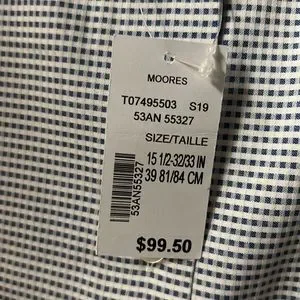 MOORES
T07495503 S19
53AN 55327
SIZE/TAILLE
15 1/2-32/33 IN
39 81/84 CM
53AN55327
$99.50